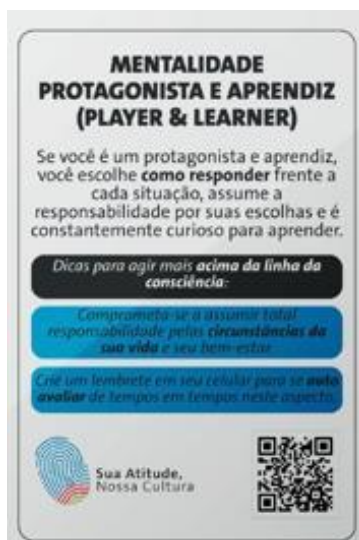 MENTALIDADE
PROTAGONISTA E APRENDIZ
(PLAYER & LEARNER)
Se você é um protagonista e aprendiz,
você escolhe como responder frente a
cada situação, assume a
responsabilidade por suas escolhas e é
constantemente curioso para aprender.
Dicas para agir mais acima da linha da
consciência:
Comprometa-se a assumir total
responsabilidade pelas circunstâncias da
sua vida e seu bem-estar
Crie um lembrete em seu celular para se auto
avaliar de tempos em tempos neste aspecto.
Sua Atitude,
Nossa Cultura